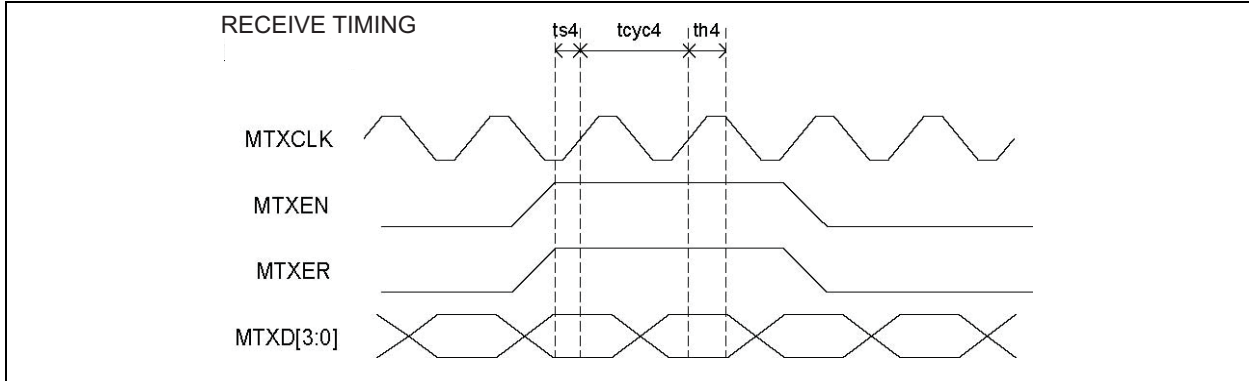 RECEIVE TIMING
ts4 tcyc4 th4
MTXCLK
MTXEN
MTXER
MTXD[3:0]